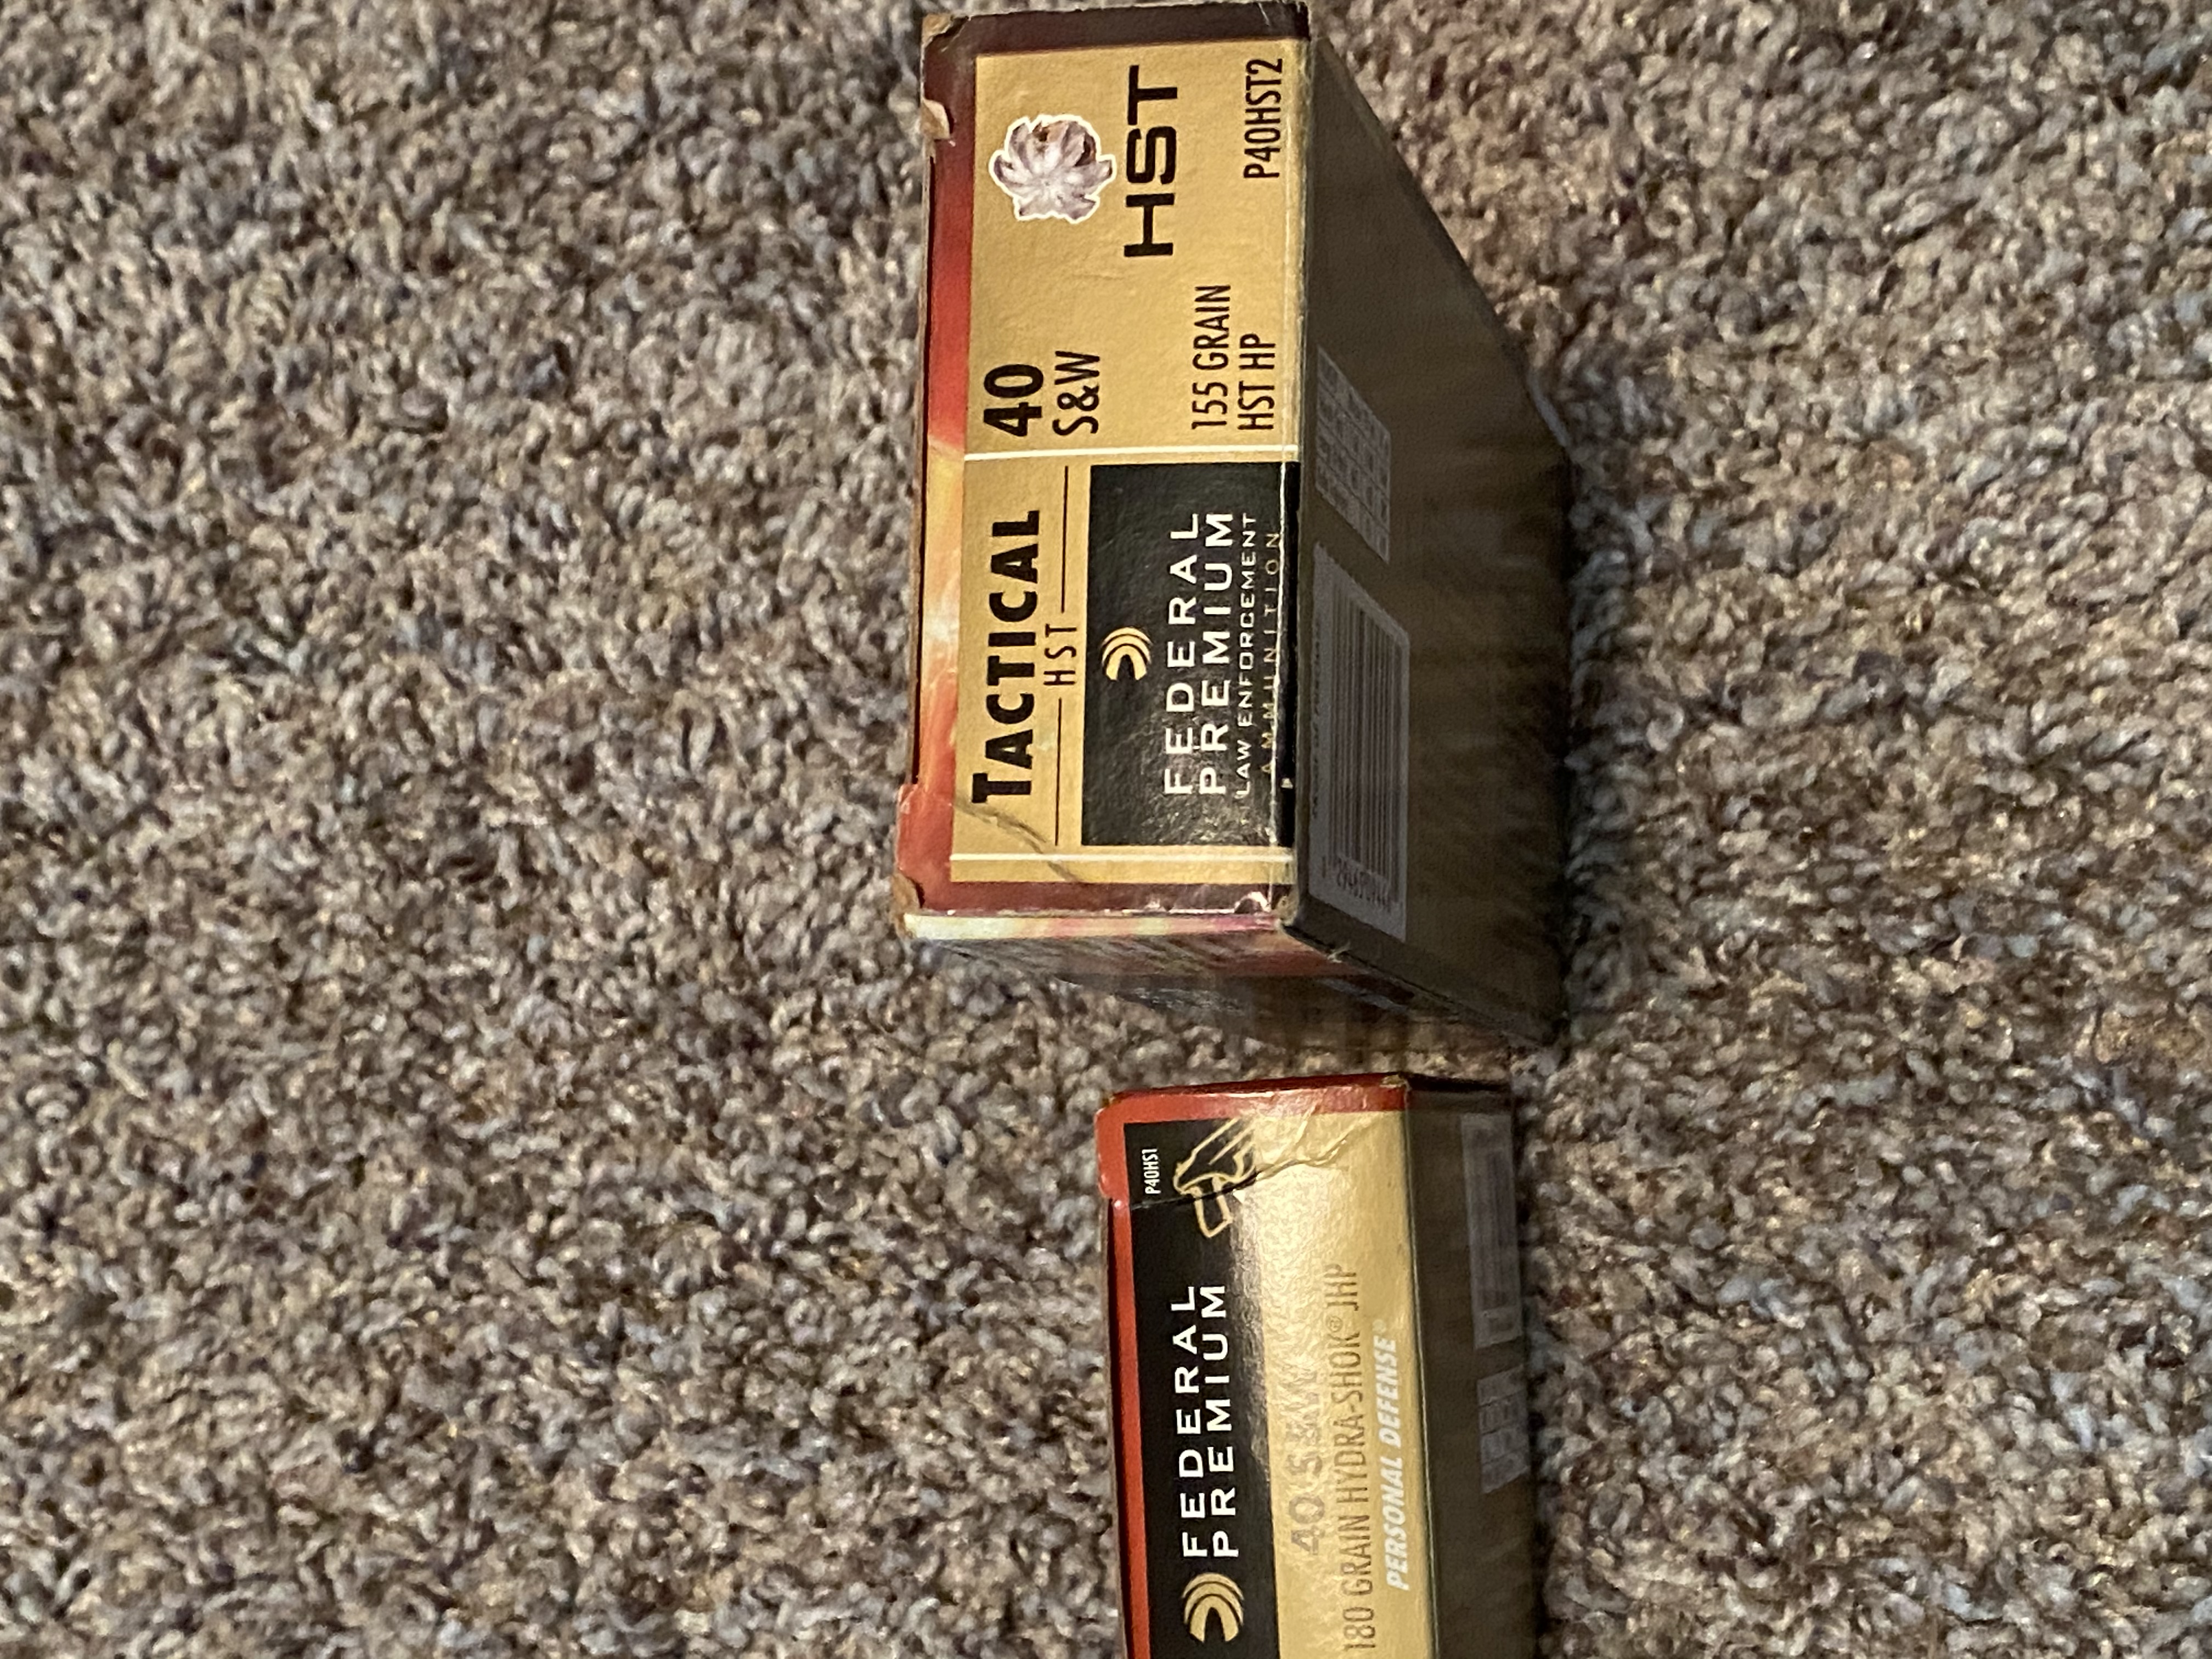 TACTICAL
HST
FEDERAL
PREMIUM
LAW ENFORCEMENT
AMMUNITION
40
S&W
HST
155 GRAIN
HST HP
P40HST2
P40HS1
FEDERAL
PREMIUM
40 S&W
180 GRAIN HYDRA-SHOK® JHP
PERSONAL DEFENSE®